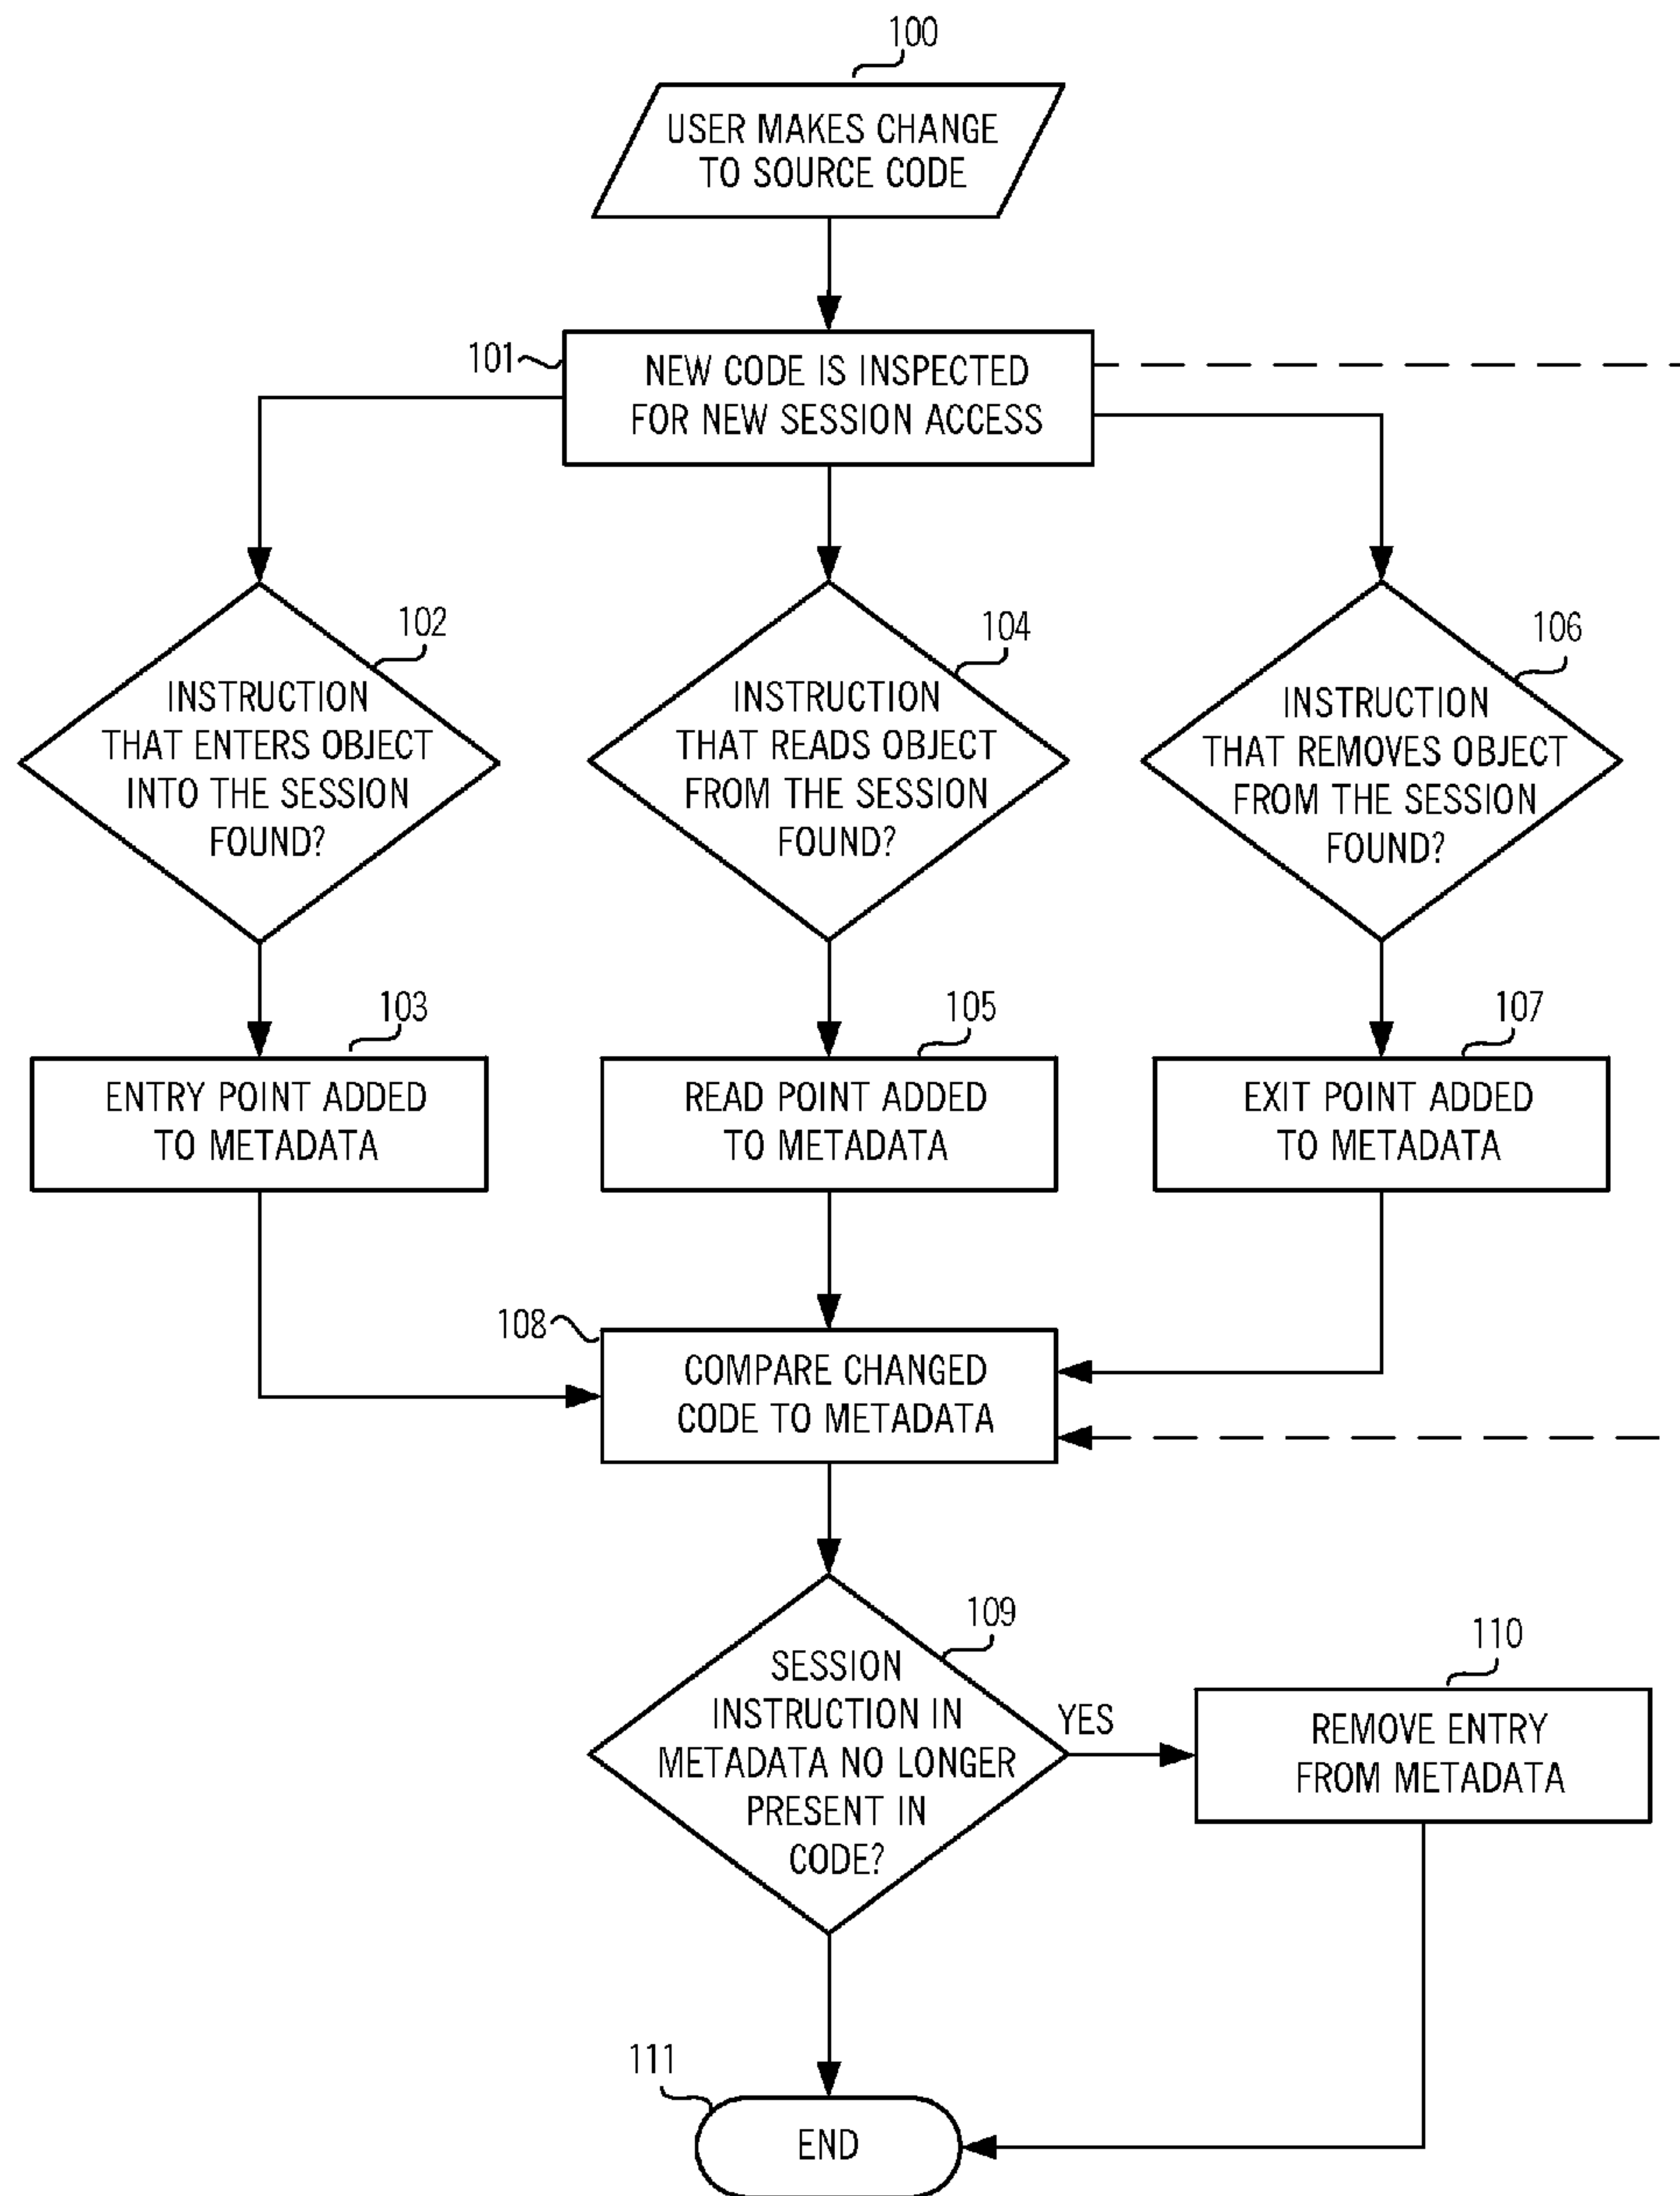 100
USER MAKES CHANGE
TO SOURCE CODE
101
NEW CODE IS INSPECTED
FOR NEW SESSION ACCESS
102
INSTRUCTION
THAT ENTERS OBJECT
INTO THE SESSION
FOUND?
104
INSTRUCTION
THAT READS OBJECT
FROM THE SESSION
FOUND?
106
INSTRUCTION
THAT REMOVES OBJECT
FROM THE SESSION
FOUND?
103
ENTRY POINT ADDED
TO METADATA
105
READ POINT ADDED
TO METADATA
107
EXIT POINT ADDED
TO METADATA
108
COMPARE CHANGED
CODE TO METADATA
109
SESSION
INSTRUCTION IN
METADATA NO LONGER
PRESENT IN
CODE?
YES
110
REMOVE ENTRY
FROM METADATA
111
END